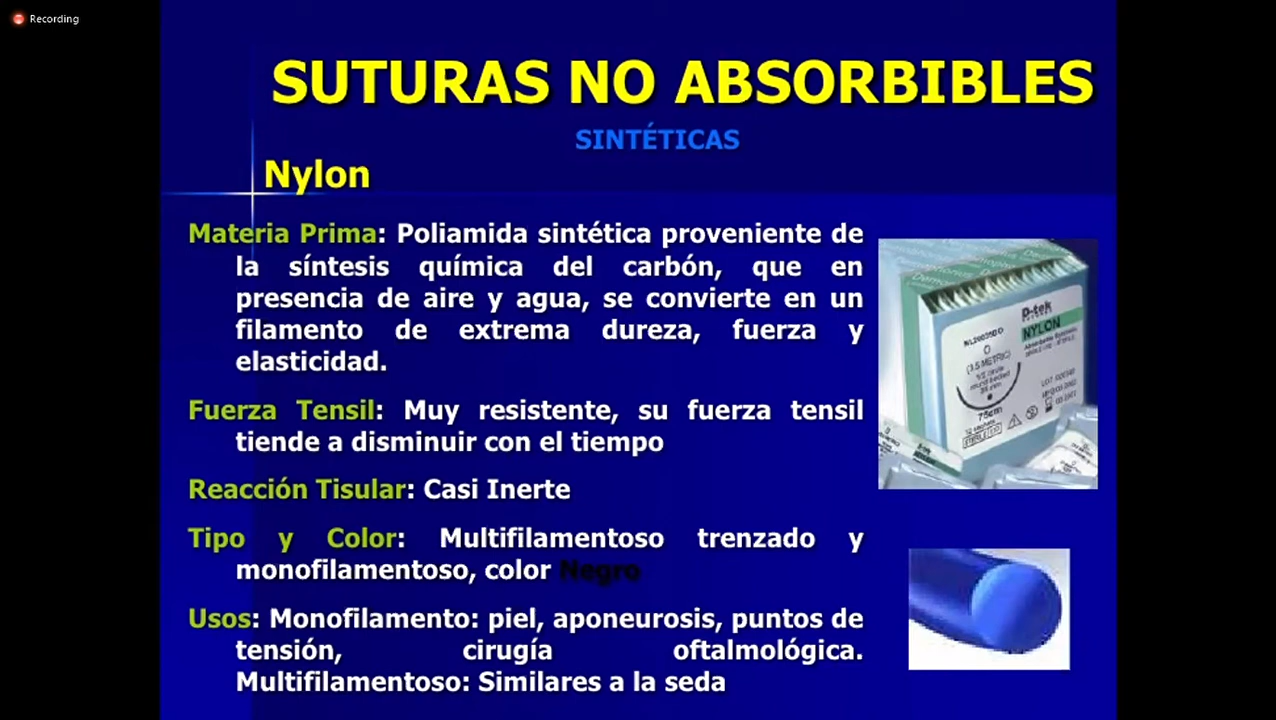 Recording
SUTURAS NO ABSORBIBLES
SINTÉTICAS
Nylon
Materia Prima: Poliamida sintética proveniente de
la síntesis química del carbón, que en
presencia de aire y agua, se convierte en un
filamento de extrema dureza, fuerza y
elasticidad.
Fuerza Tensil: Muy resistente, su fuerza tensil
tiende a disminuir con el tiempo
Reacción Tisular: Casi Inerte
Tipo y Color: Multifilamentoso trenzado y
monofilamentoso, color Negro
Usos: Monofilamento: piel, aponeurosis, puntos de
tensión, cirugía oftalmológica.
Multifilamentoso: Similares a la seda
D-tek
NYLON
(3.5 METRIC)
75cm